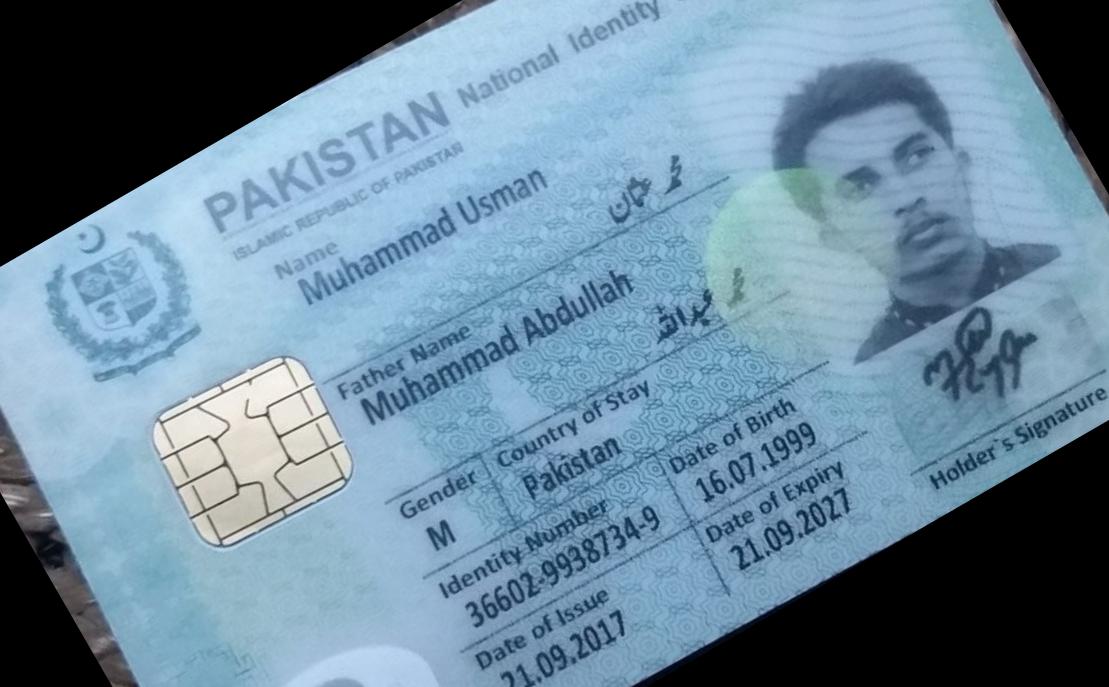 PAKISTAN National Identity
ISLAMIC REPUBLIC OF PAKISTAN
Name
Muhammad Usman
محمد عثمان
Father Name
Muhammad Abdullah
محمد عبداللہ
Gender Country of Stay
M Pakistan
Identity Number Date of Birth
36602-9938734-9 16.07.1999
Date of Issue Date of Expiry
21.09.2017 21.09.2027
Holder's Signature